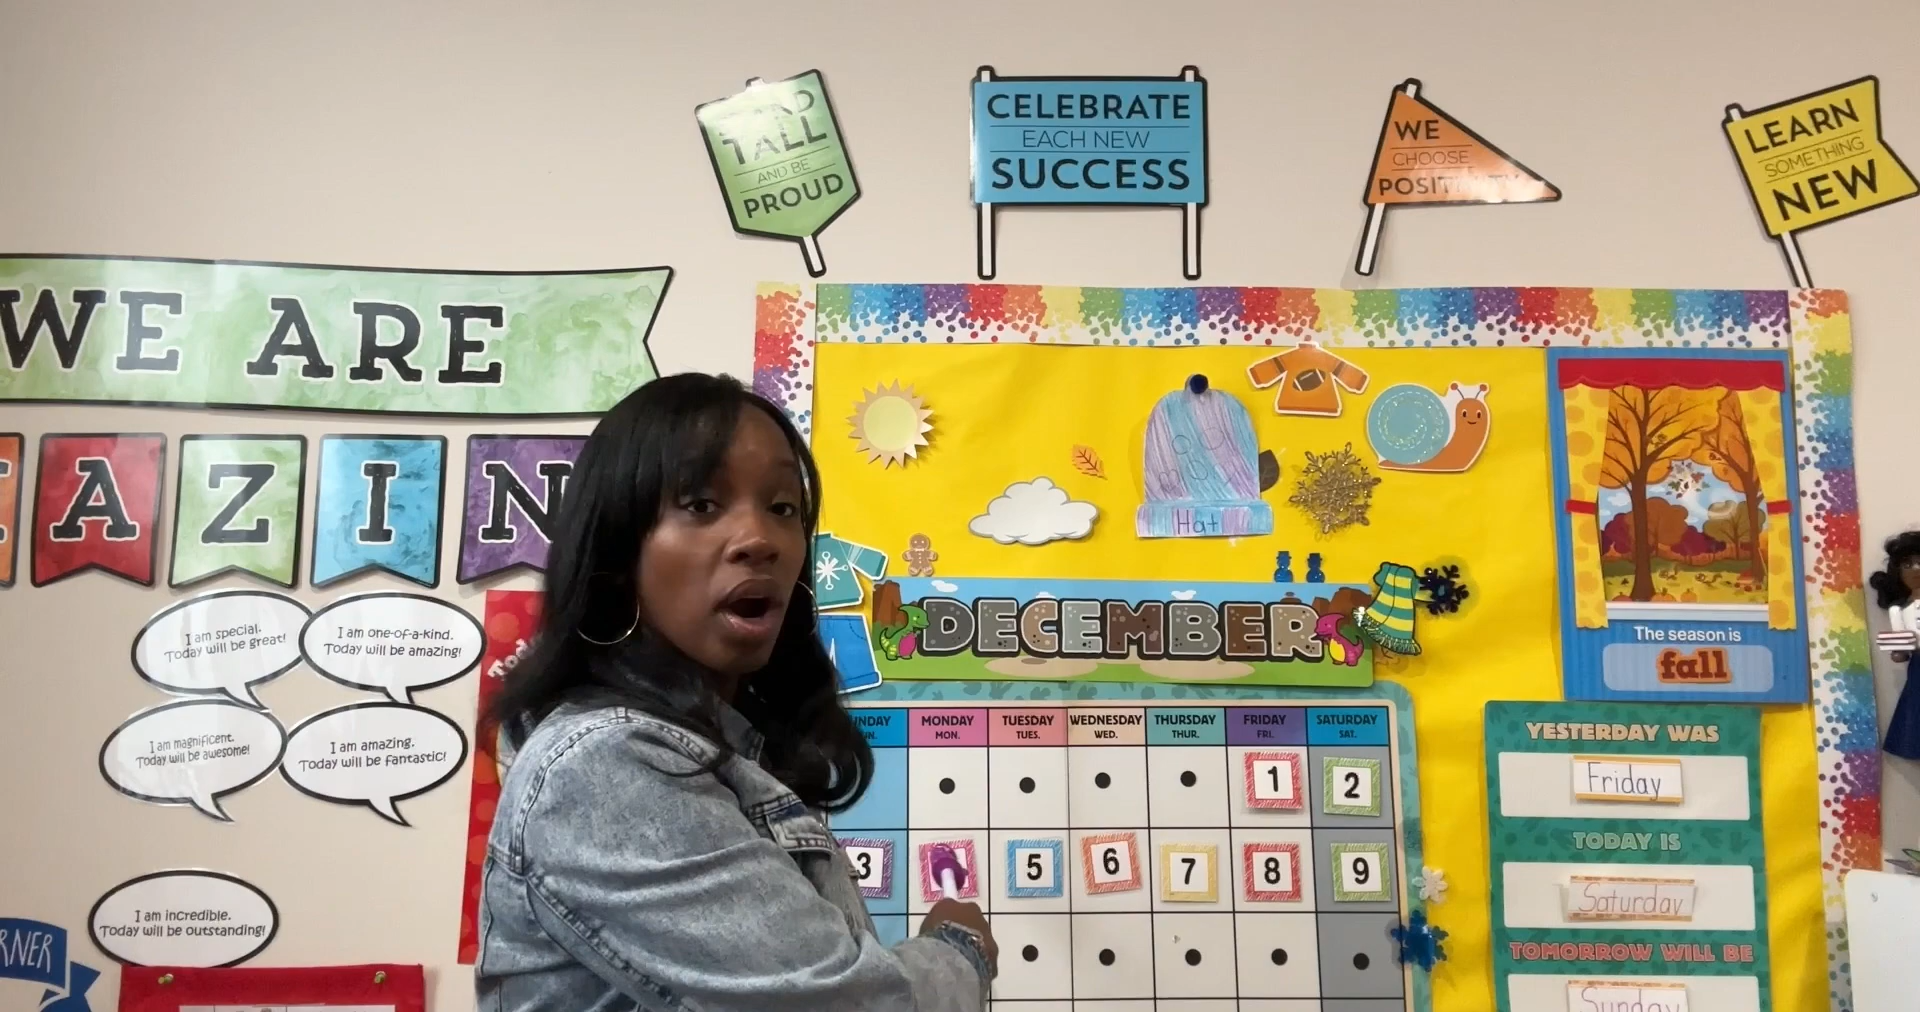 TALL
AND BE
PROUD
CELEBRATE
EACH NEW
SUCCESS
WE
CHOOSE
LEARN
SOMETHING
NEW
WE ARE
AZIN
I am special.
Today will be great!
I am one-of-a-kind.
Today will be amazing!
I am magnificent.
Today will be awesome!
I am amazing.
Today will be fantastic!
I am incredible.
Today will be outstanding!
Hat
DECEMBER
The season is
fall
MONDAY TUESDAY WEDNESDAY THURSDAY FRIDAY SATURDAY
MON. TUES. WED. THUR. FRI. SAT.
1 2
3 5 6 7 8 9
YESTERDAY WAS
Friday
TODAY IS
Saturday
TOMORROW WILL BE
Sunday